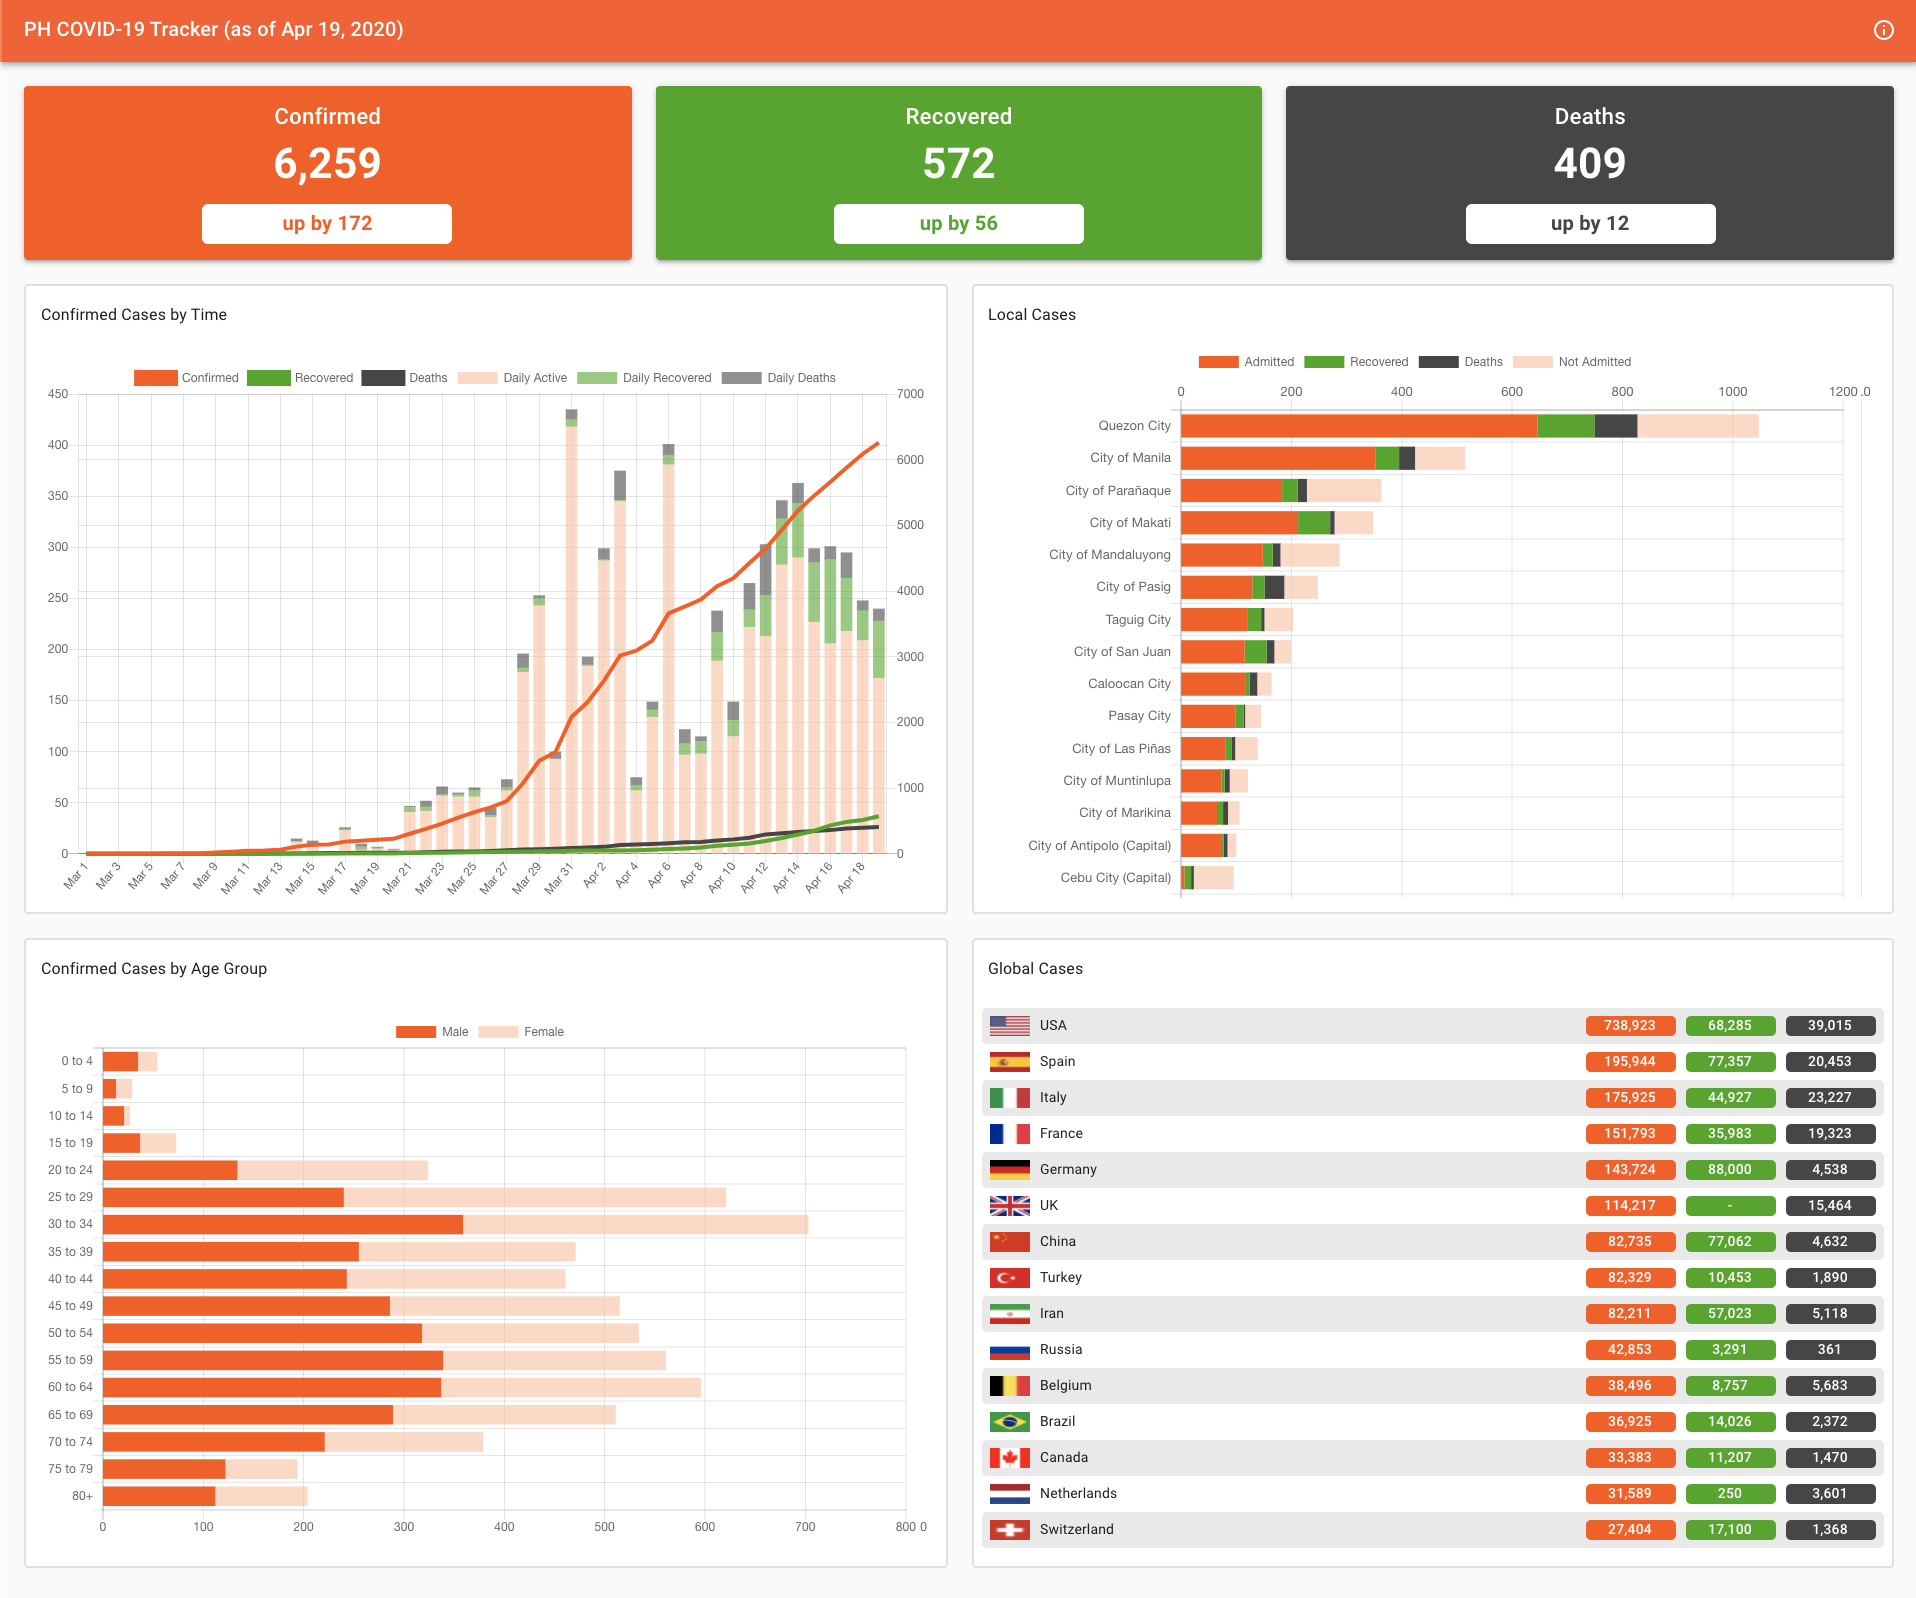 PH COVID-19 Tracker (as of Apr 19, 2020)
Confirmed
6,259
up by 172
Recovered
572
up by 56
Deaths
409
up by 12
Confirmed Cases by Time
Confirmed Recovered Deaths Daily Active Daily Recovered Daily Deaths
450 7000
400 6000
350 5000
300
250 4000
200 3000
150 2000
100 1000
50
0 0
Mar 1 Mar 3 Mar 5 Mar 7 Mar 9 Mar 11 Mar 13 Mar 15 Mar 17 Mar 19 Mar 21 Mar 23 Mar 25 Mar 27 Mar 29 Mar 31 Apr 2 Apr 4 Apr 6 Apr 8 Apr 10 Apr 12 Apr 14 Apr 16 Apr 18
Local Cases
Admitted Recovered Deaths Not Admitted
0 200 400 600 800 1000 1200.0
Quezon City
City of Manila
City of Parañaque
City of Makati
City of Mandaluyong
City of Pasig
Taguig City
City of San Juan
Caloocan City
Pasay City
City of Las Piñas
City of Muntinlupa
City of Marikina
City of Antipolo (Capital)
Cebu City (Capital)
Confirmed Cases by Age Group
Male Female
0 to 4
5 to 9
10 to 14
15 to 19
20 to 24
25 to 29
30 to 34
35 to 39
40 to 44
45 to 49
50 to 54
55 to 59
60 to 64
65 to 69
70 to 74
75 to 79
80+
0 100 200 300 400 500 600 700 800 0
Global Cases
USA 738,923 68,285 39,015
Spain 195,944 77,357 20,453
Italy 175,925 44,927 23,227
France 151,793 35,983 19,323
Germany 143,724 88,000 4,538
UK 114,217 - 15,464
China 82,735 77,062 4,632
Turkey 82,329 10,453 1,890
Iran 82,211 57,023 5,118
Russia 42,853 3,291 361
Belgium 38,496 8,757 5,683
Brazil 36,925 14,026 2,372
Canada 33,383 11,207 1,470
Netherlands 31,589 250 3,601
Switzerland 27,404 17,100 1,368